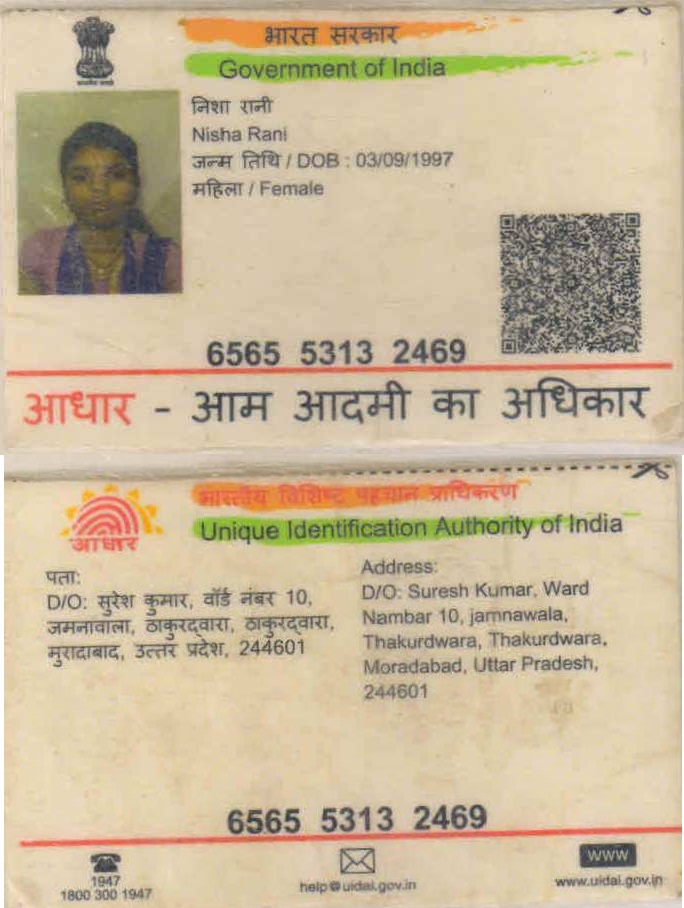 भारत सरकार
Government of India
निशा रानी
Nisha Rani
जन्म तिथि / DOB : 03/09/1997
महिला / Female
6565 5313 2469
आधार - आम आदमी का अधिकार
भारतीय विशिष्ट पहचान प्राधिकरण
Unique Identification Authority of India
आधार
पता:
D/O: सुरेश कुमार, वॉर्ड नंबर 10,
जमनावाला, ठाकुरद्वारा, ठाकुरद्वारा,
मुरादाबाद, उत्तर प्रदेश, 244601
Address:
D/O: Suresh Kumar, Ward
Nambar 10, jamnawala,
Thakurdwara, Thakurdwara,
Moradabad, Uttar Pradesh,
244601
6565 5313 2469
1947
1800 300 1947
help@uidai.gov.in
www
www.uidai.gov.in